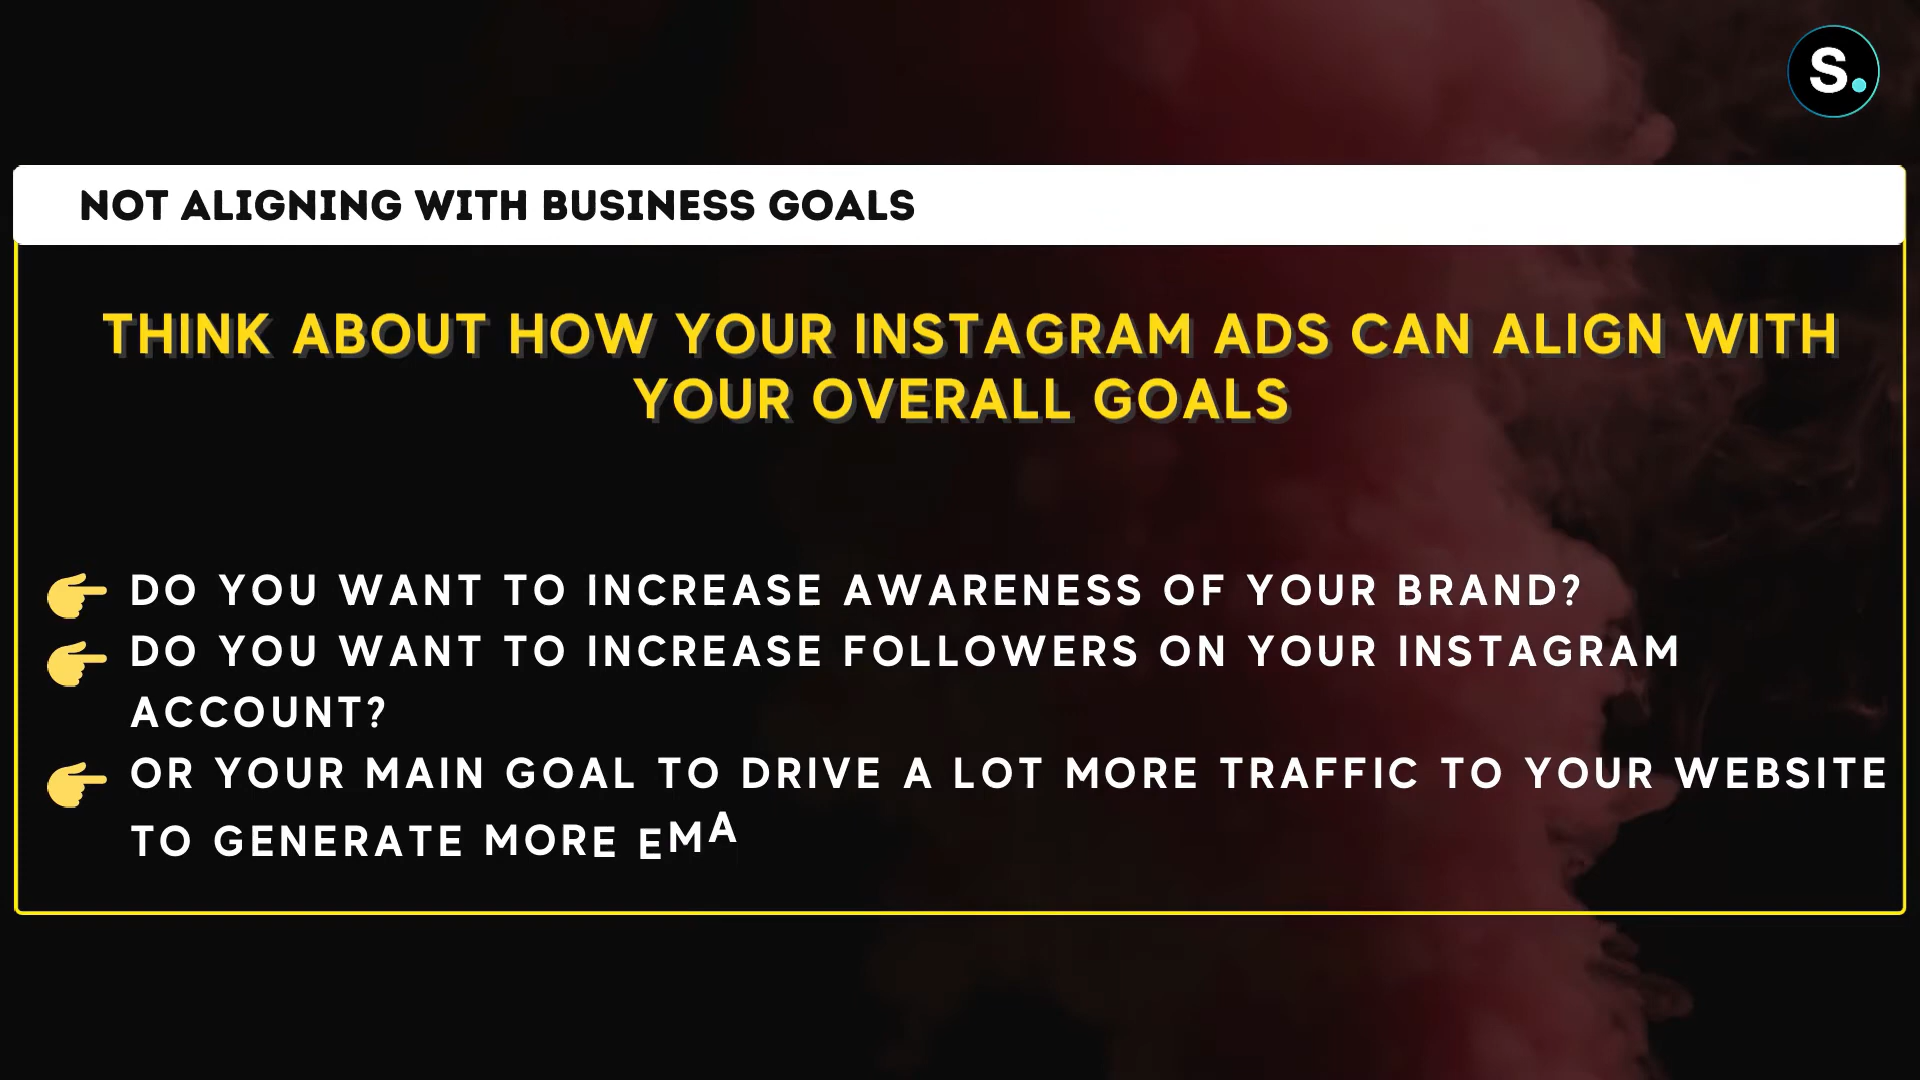 S.
NOT ALIGNING WITH BUSINESS GOALS
THINK ABOUT HOW YOUR INSTAGRAM ADS CAN ALIGN WITH
YOUR OVERALL GOALS
DO YOU WANT TO INCREASE AWARENESS OF YOUR BRAND?
DO YOU WANT TO INCREASE FOLLOWERS ON YOUR INSTAGRAM
ACCOUNT?
OR YOUR MAIN GOAL TO DRIVE A LOT MORE TRAFFIC TO YOUR WEBSITE
TO GENERATE MORE EMA